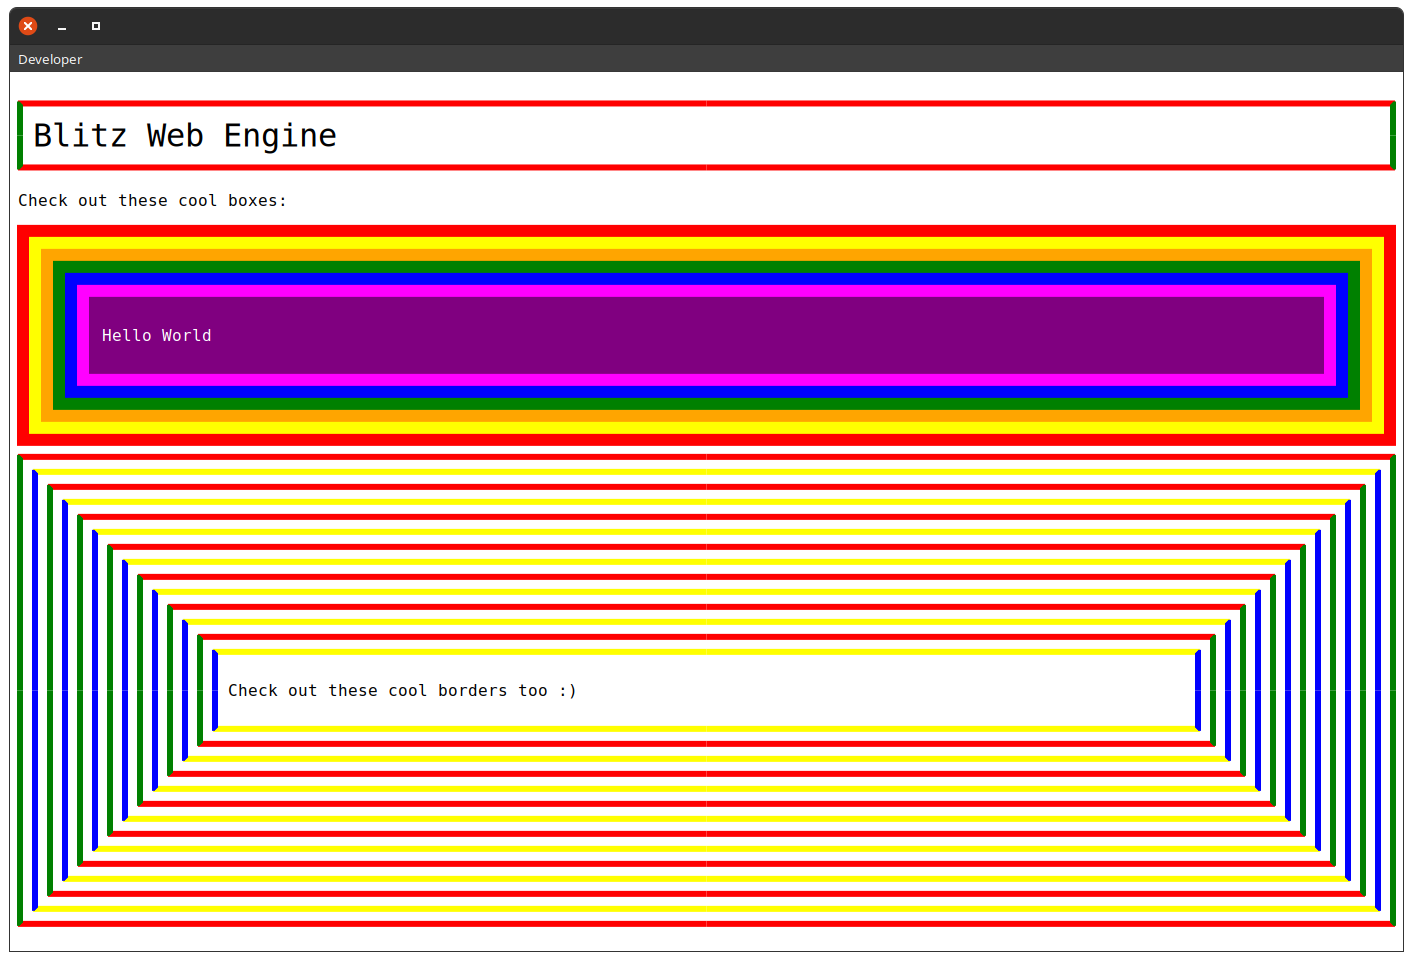 Developer
Blitz Web Engine
Check out these cool boxes:
Hello World
Check out these cool borders too :)